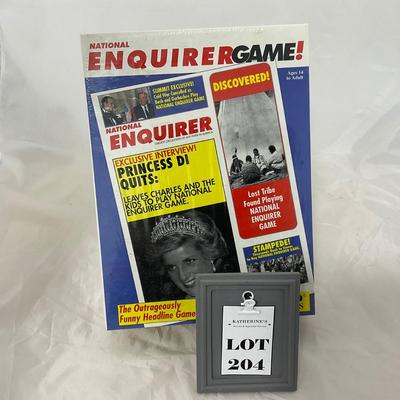 NATIONAL
ENQUIRER GAME!
SUMMIT EXCLUSIVE!
Cold War Cancelled as
Bush and Gorbachev Play
NATIONAL ENQUIRER GAME
DISCOVERED!
Ages 14
to Adult
NATIONAL
ENQUIRER
EXCLUSIVE INTERVIEW!
PRINCESS DI
QUITS:
LEAVES CHARLES AND THE
KIDS TO PLAY NATIONAL
ENQUIRER GAME.
Lost Tribe
Found Playing
NATIONAL
ENQUIRER
GAME
STAMPEDE!
The Outrageously
Funny Headline Game
KATHERINE'S
LOT
204